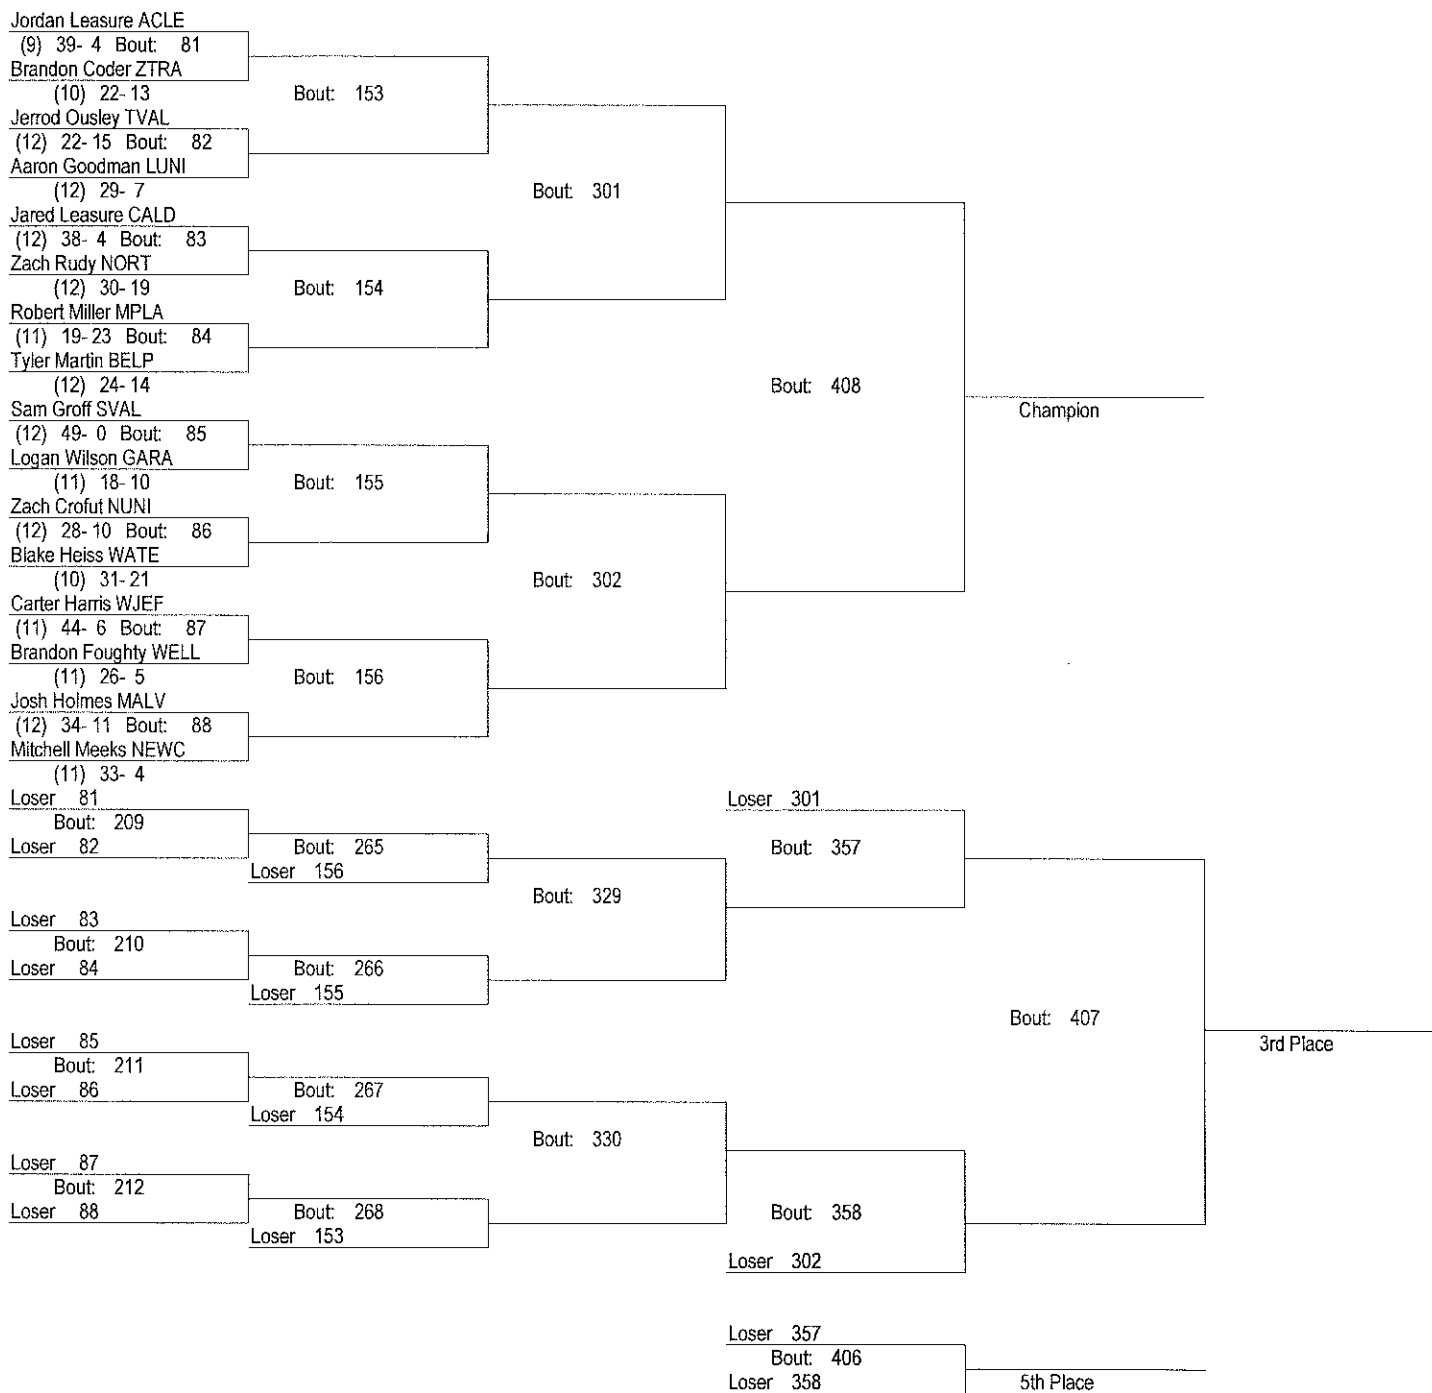 Jordan Leasure ACLE
(9) 39- 4 Bout: 81
Brandon Coder ZTRA
(10) 22- 13
Bout: 153
Jerrod Ousley TVAL
(12) 22- 15 Bout: 82
Aaron Goodman LUNI
(12) 29- 7
Bout: 301
Jared Leasure CALD
(12) 38- 4 Bout: 83
Zach Rudy NORT
(12) 30- 19
Bout: 154
Robert Miller MPLA
(11) 19- 23 Bout: 84
Tyler Martin BELP
(12) 24- 14
Bout: 408
Champion
Sam Groff SVAL
(12) 49- 0 Bout: 85
Logan Wilson GARA
(11) 18- 10
Bout: 155
Zach Crofut NUNI
(12) 28- 10 Bout: 86
Blake Heiss WATE
(10) 31- 21
Bout: 302
Carter Harris WJEF
(11) 44- 6 Bout: 87
Brandon Foughty WELL
(11) 26- 5
Bout: 156
Josh Holmes MALV
(12) 34- 11 Bout: 88
Mitchell Meeks NEWC
(11) 33- 4
Loser 81
Bout: 209
Loser 82
Bout: 265
Loser 156
Loser 301
Bout: 357
Bout: 329
Loser 83
Bout: 210
Loser 84
Bout: 266
Loser 155
Bout: 407
3rd Place
Loser 85
Bout: 211
Loser 86
Bout: 267
Loser 154
Bout: 330
Loser 87
Bout: 212
Loser 88
Bout: 268
Loser 153
Bout: 358
Loser 302
Loser 357
Bout: 406
Loser 358
5th Place